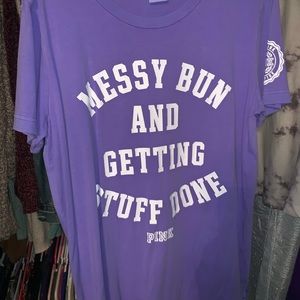 MESSY BUN
AND
GETTING
STUFF DONE
PINK